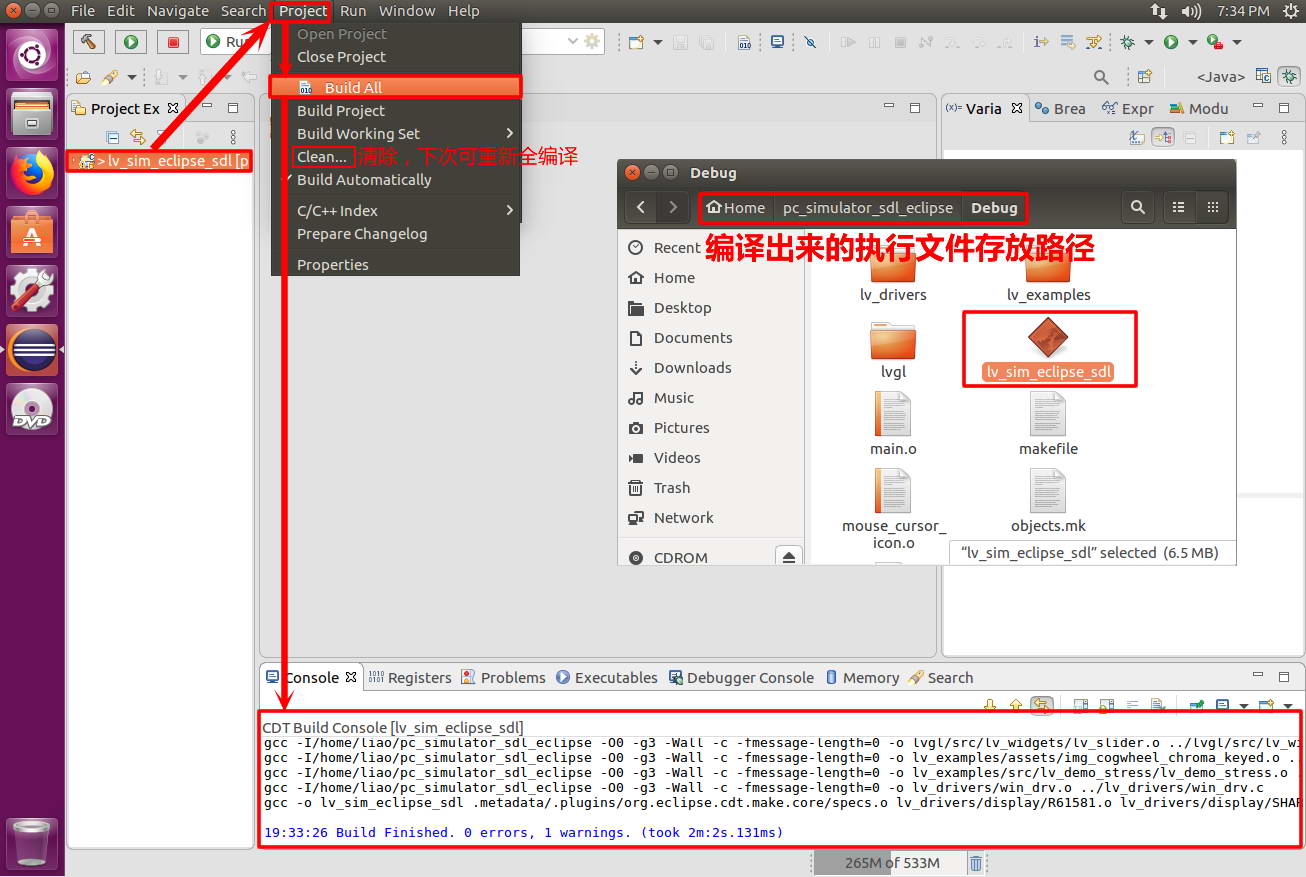 File Edit Navigate Search Project Run Window Help
7:34 PM
Open Project
Close Project
Build All
Build Project
Build Working Set
Clean... 清除，下次可重新全编译
Build Automatically
C/C++ Index
Prepare Changelog
Properties
Project Ex
> lv_sim_eclipse_sdl [p
<Java>
Varia
Brea
Expr
Modu
Debug
Home pc_simulator_sdl_eclipse Debug
编译出来的执行文件存放路径
Recent
Home
Desktop
Documents
Downloads
Music
Pictures
Videos
Trash
Network
CDROM
lv_drivers
lv_examples
lvgl
lv_sim_eclipse_sdl
main.o
makefile
mouse_cursor_
icon.o
objects.mk
“lv_sim_eclipse_sdl” selected (6.5 MB)
Console Registers Problems Executables Debugger Console Memory Search
CDT Build Console [lv_sim_eclipse_sdl]
gcc -I/home/liao/pc_simulator_sdl_eclipse -O0 -g3 -Wall -c -fmessage-length=0 -o lvgl/src/lv_widgets/lv_slider.o ../lvgl/src/lv_wi
gcc -I/home/liao/pc_simulator_sdl_eclipse -O0 -g3 -Wall -c -fmessage-length=0 -o lv_examples/assets/img_cogwheel_chroma_keyed.o ..
gcc -I/home/liao/pc_simulator_sdl_eclipse -O0 -g3 -Wall -c -fmessage-length=0 -o lv_examples/src/lv_demo_stress/lv_demo_stress.o .
gcc -I/home/liao/pc_simulator_sdl_eclipse -O0 -g3 -Wall -c -fmessage-length=0 -o lv_drivers/win_drv.o ../lv_drivers/win_drv.c
gcc -o lv_sim_eclipse_sdl .metadata/.plugins/org.eclipse.cdt.make.core/specs.o lv_drivers/display/R61581.o lv_drivers/display/SHAR
19:33:26 Build Finished. 0 errors, 1 warnings. (took 2m:2s.131ms)
265M of 533M